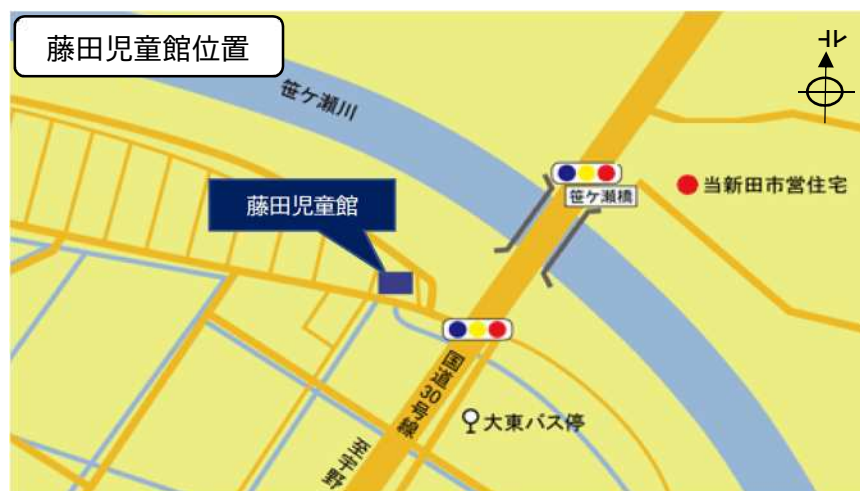 藤田児童館位置
北
笹ケ瀬川
藤田児童館
笹ケ瀬橋
当新田市営住宅
国道30号線
大東バス停
至宇野